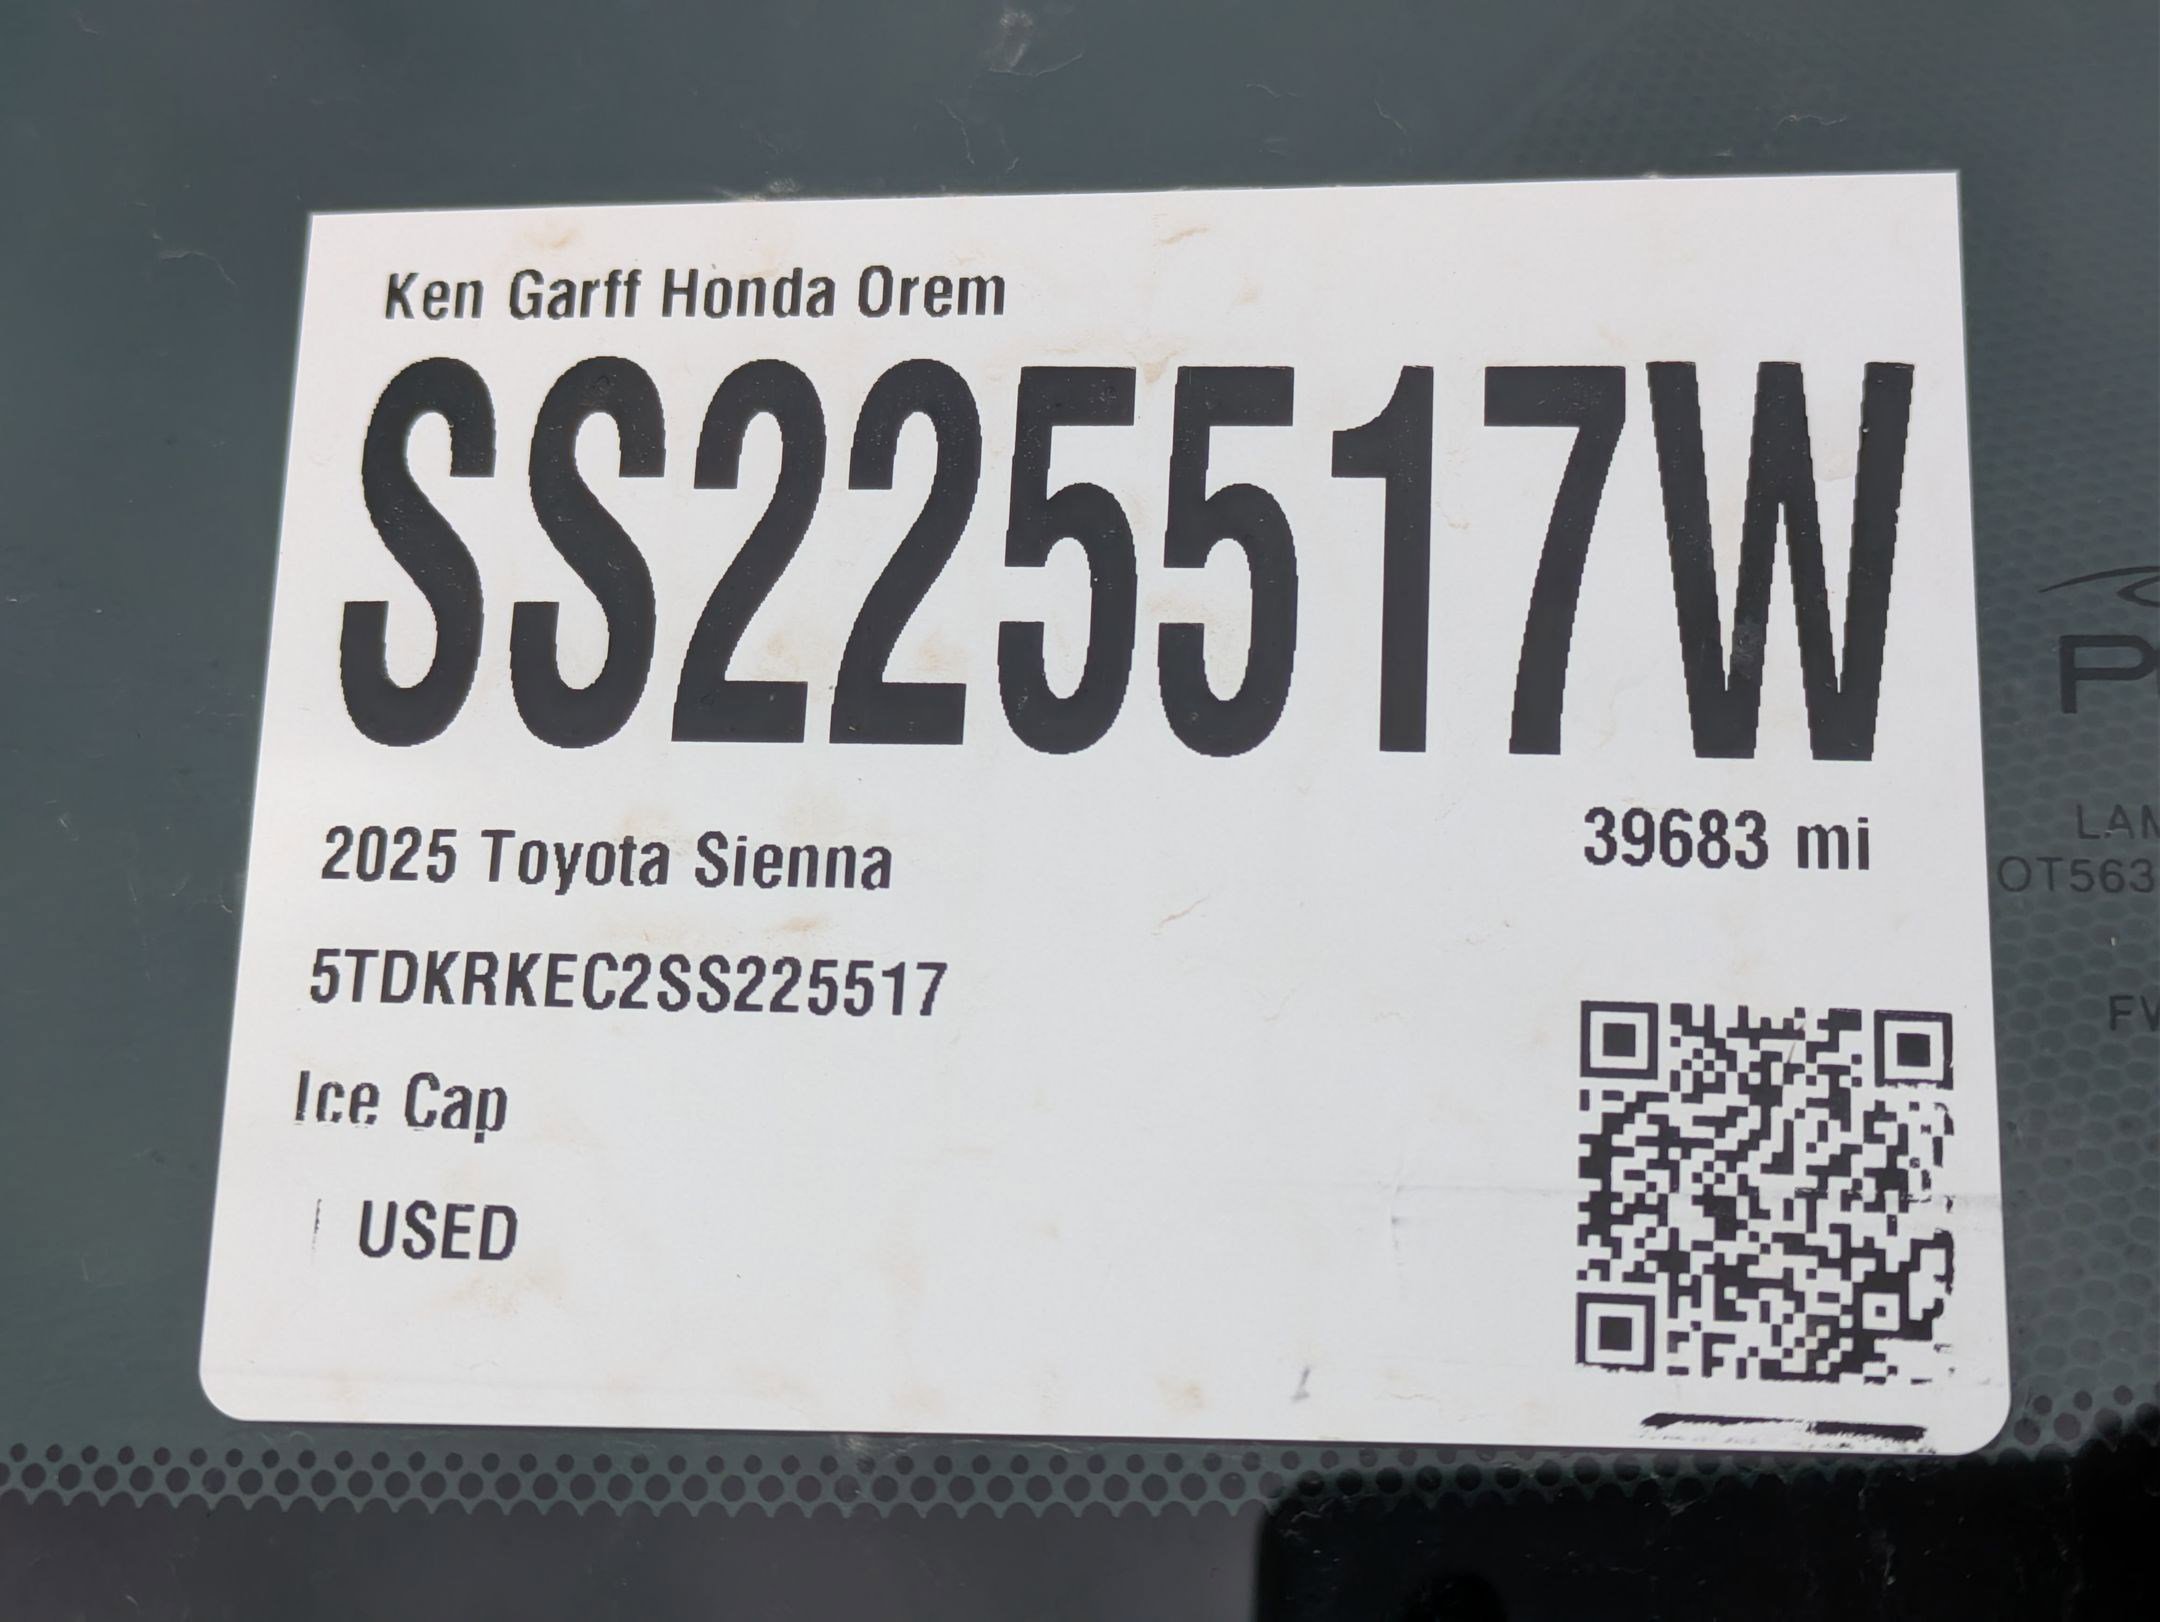 Ken Garff Honda Orem
SS225517W
2025 Toyota Sienna
39683 mi
5TDKRKEC2SS225517
Ice Cap
USED